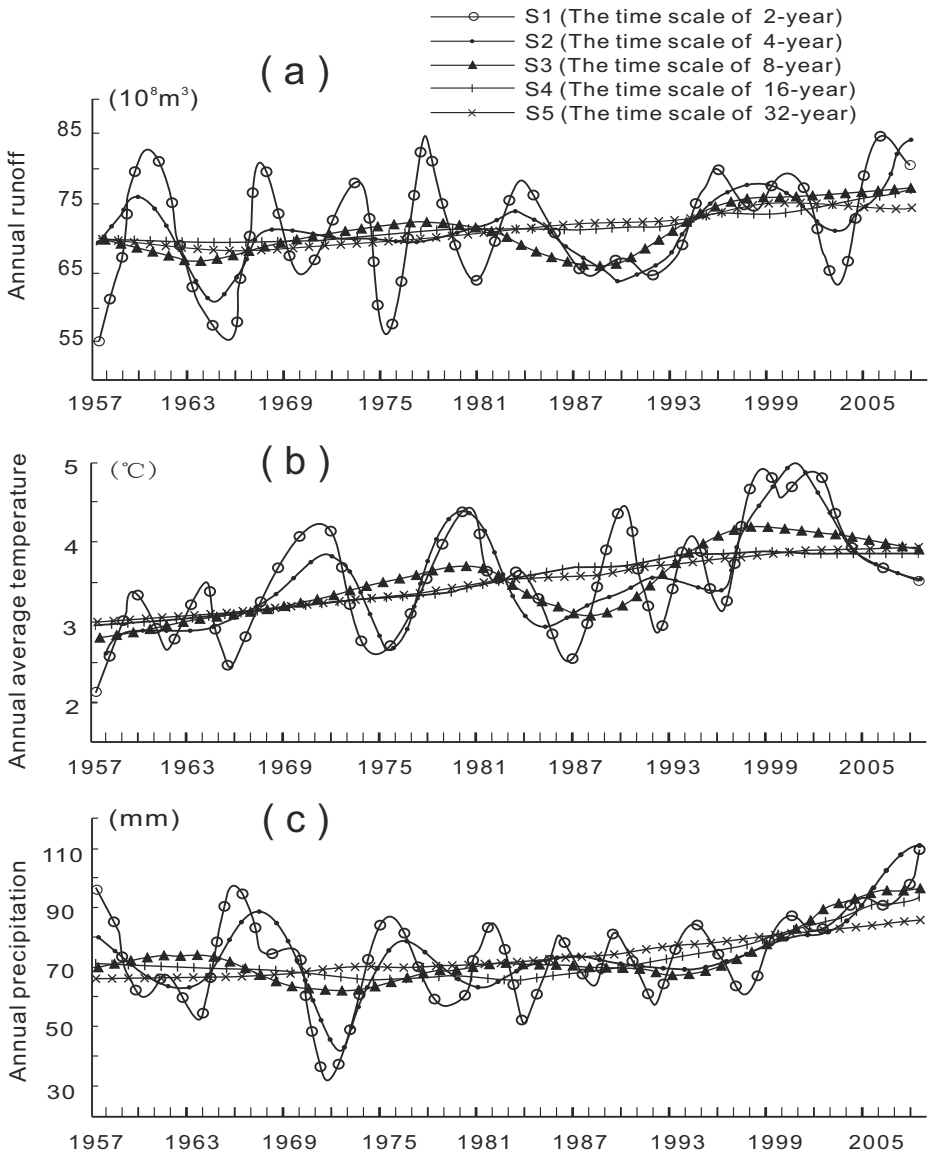 S1 (The time scale of 2-year)
S2 (The time scale of 4-year)
S3 (The time scale of 8-year)
S4 (The time scale of 16-year)
S5 (The time scale of 32-year)
(a)
(10⁸m³)
Annual runoff
85
75
65
55
1957 1963 1969 1975 1981 1987 1993 1999 2005
(b)
(℃)
Annual average temperature
5
4
3
2
1957 1963 1969 1975 1981 1987 1993 1999 2005
(c)
(mm)
Annual precipitation
110
90
70
50
30
1957 1963 1969 1975 1981 1987 1993 1999 2005